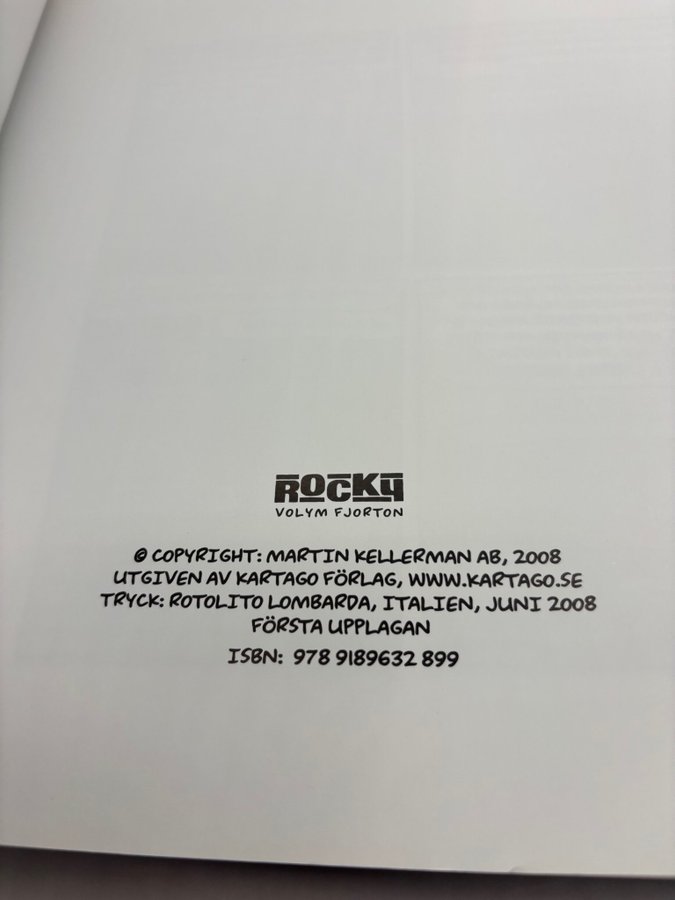 ROCKY
VOLYM FJORTON
© COPYRIGHT: MARTIN KELLERMAN AB, 2008
UTGIVEN AV KARTAGO FÖRLAG, WWW.KARTAGO.SE
TRYCK: ROTOLITO LOMBARDA, ITALIEN, JUNI 2008
FÖRSTA UPPLAGAN
ISBN: 978 9189632 899